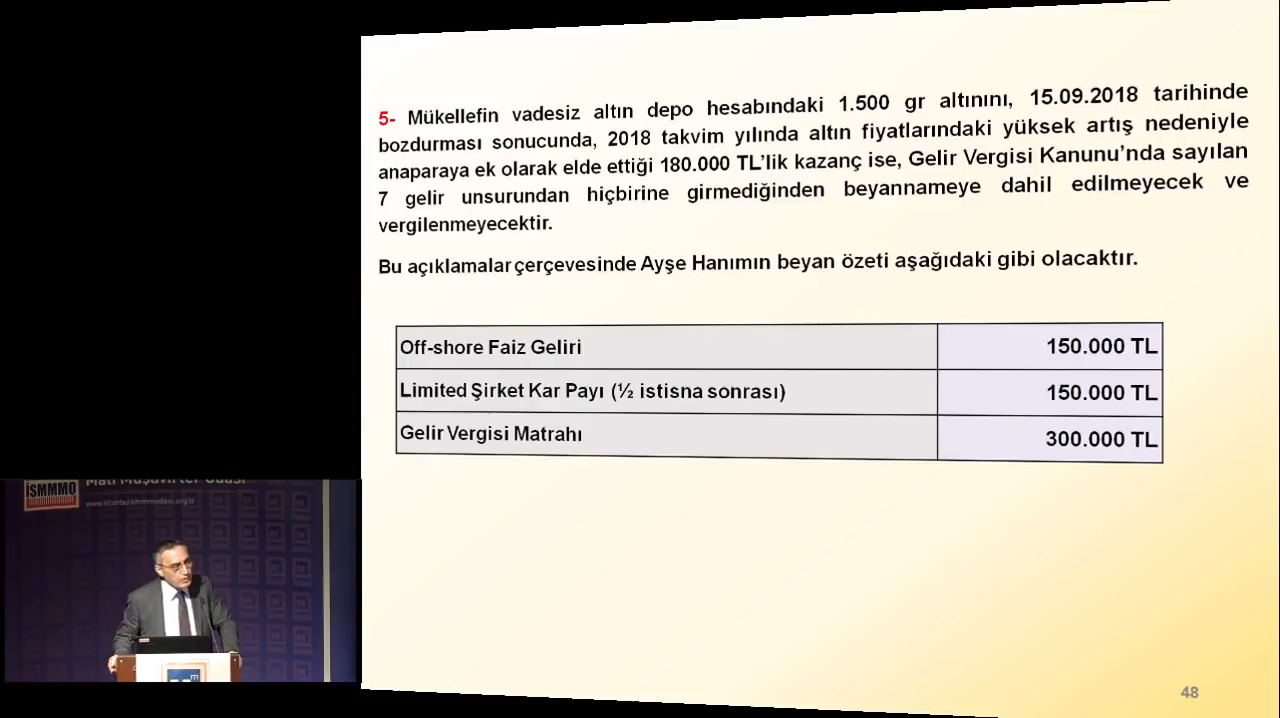 5- Mükellefin vadesiz altın depo hesabındaki 1.500 gr altınını, 15.09.2018 tarihinde
bozdurması sonucunda, 2018 takvim yılında altın fiyatlarındaki yüksek artış nedeniyle
anaparaya ek olarak elde ettiği 180.000 TL’lik kazanç ise, Gelir Vergisi Kanunu’nda sayılan
7 gelir unsurundan hiçbirine girmediğinden beyannameye dahil edilmeyecek ve
vergilenmeyecektir.
Bu açıklamalar çerçevesinde Ayşe Hanımın beyan özeti aşağıdaki gibi olacaktır.
Off-shore Faiz Geliri 150.000 TL
Limited Şirket Kar Payı (½ istisna sonrası) 150.000 TL
Gelir Vergisi Matrahı 300.000 TL
İSMMMO
Mali Müşavirler Odası
www.istanbulsmmmodasi.org.tr
48